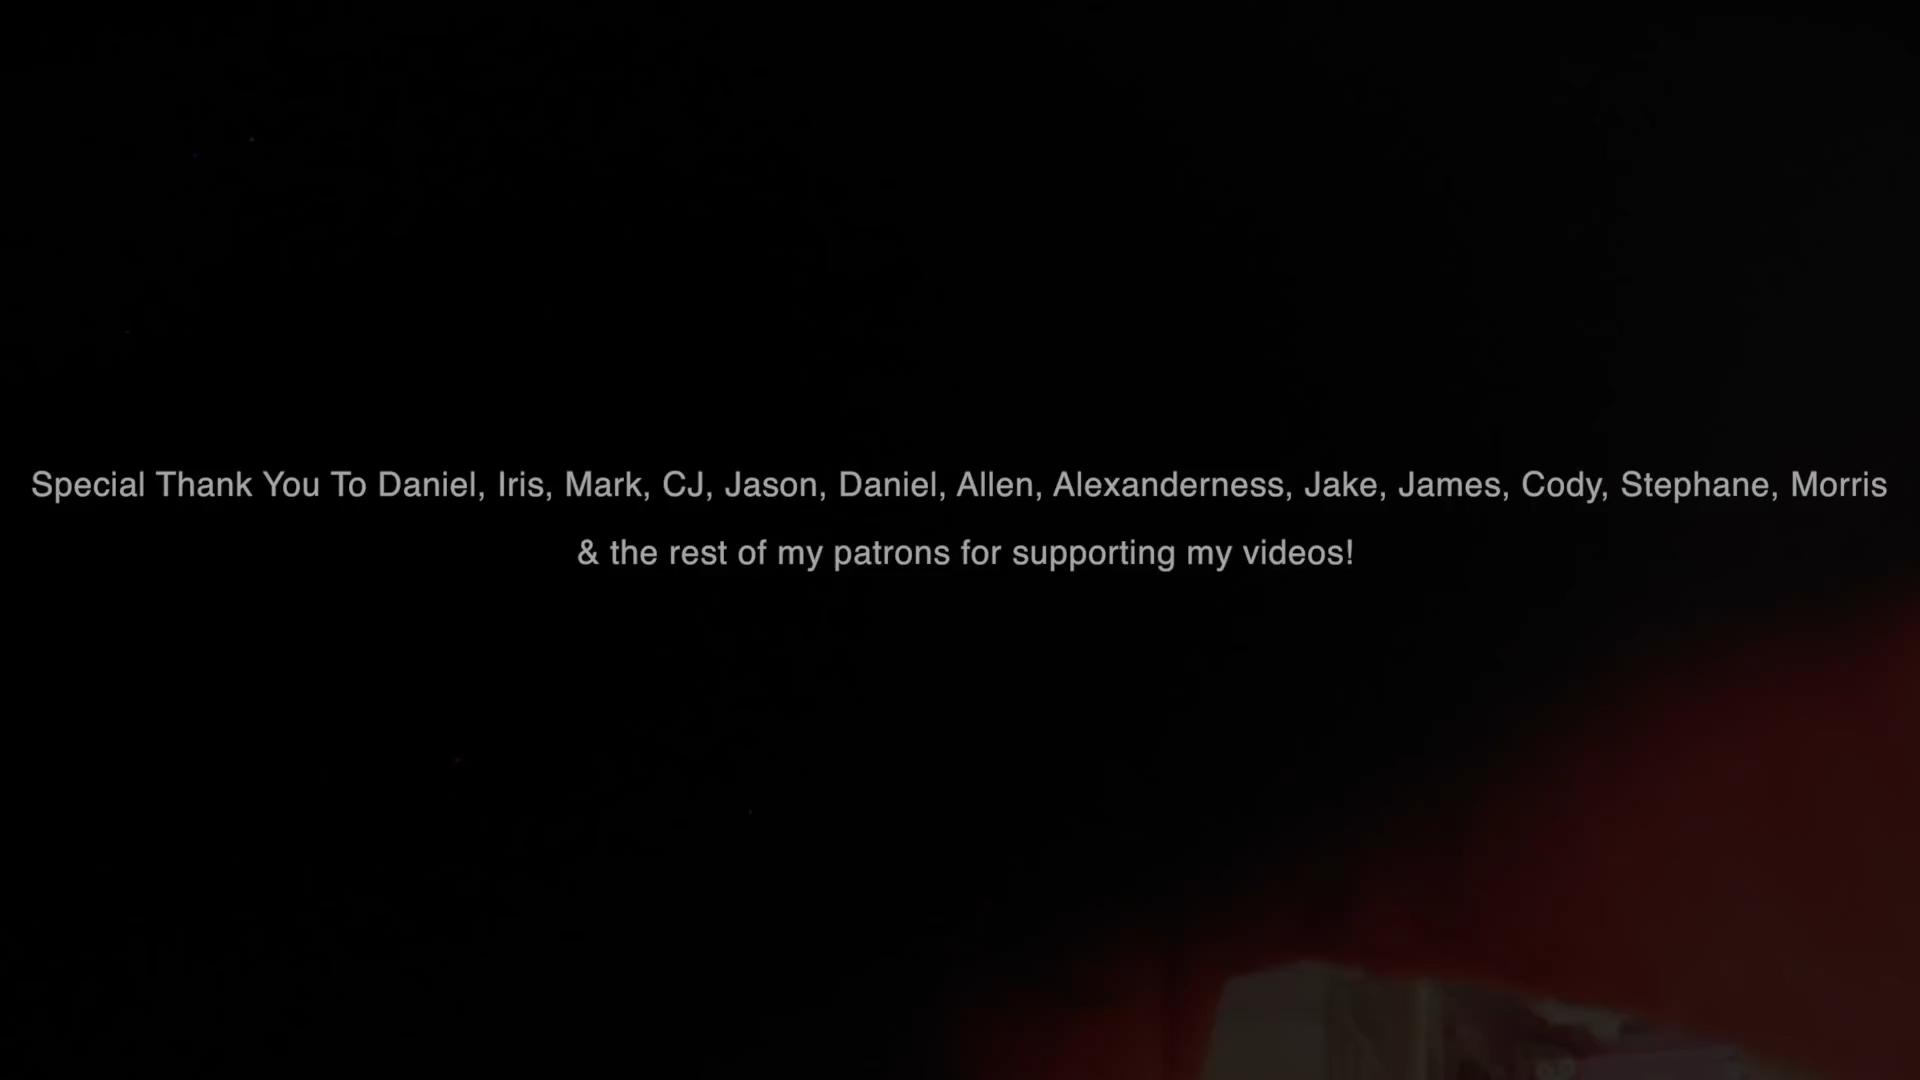 Special Thank You To Daniel, Iris, Mark, CJ, Jason, Daniel, Allen, Alexanderness, Jake, James, Cody, Stephane, Morris
& the rest of my patrons for supporting my videos!